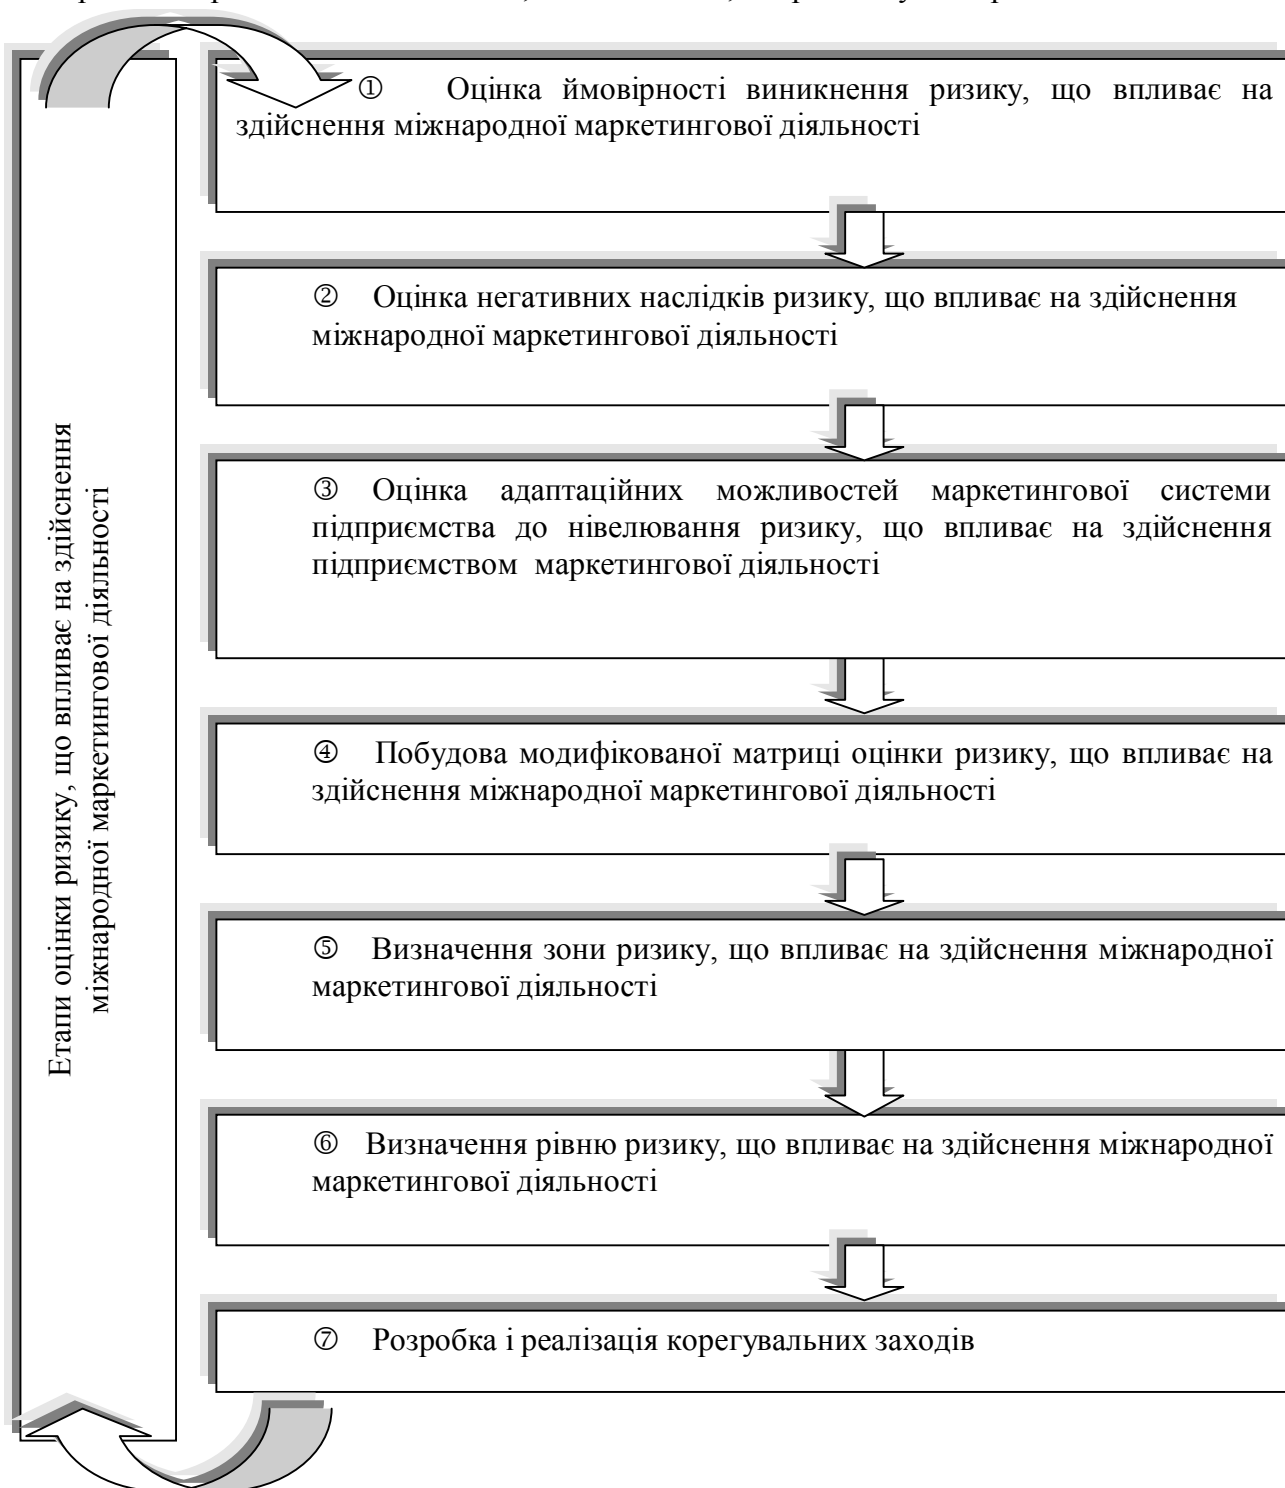 Етапи оцінки ризику, що впливає на здійснення
міжнародної маркетингової діяльності
① Оцінка ймовірності виникнення ризику, що впливає на
здійснення міжнародної маркетингової діяльності
② Оцінка негативних наслідків ризику, що впливає на здійснення
міжнародної маркетингової діяльності
③ Оцінка адаптаційних можливостей маркетингової системи
підприємства до нівелювання ризику, що впливає на здійснення
підприємством маркетингової діяльності
④ Побудова модифікованої матриці оцінки ризику, що впливає на
здійснення міжнародної маркетингової діяльності
⑤ Визначення зони ризику, що впливає на здійснення міжнародної
маркетингової діяльності
⑥ Визначення рівню ризику, що впливає на здійснення міжнародної
маркетингової діяльності
⑦ Розробка і реалізація корегувальних заходів